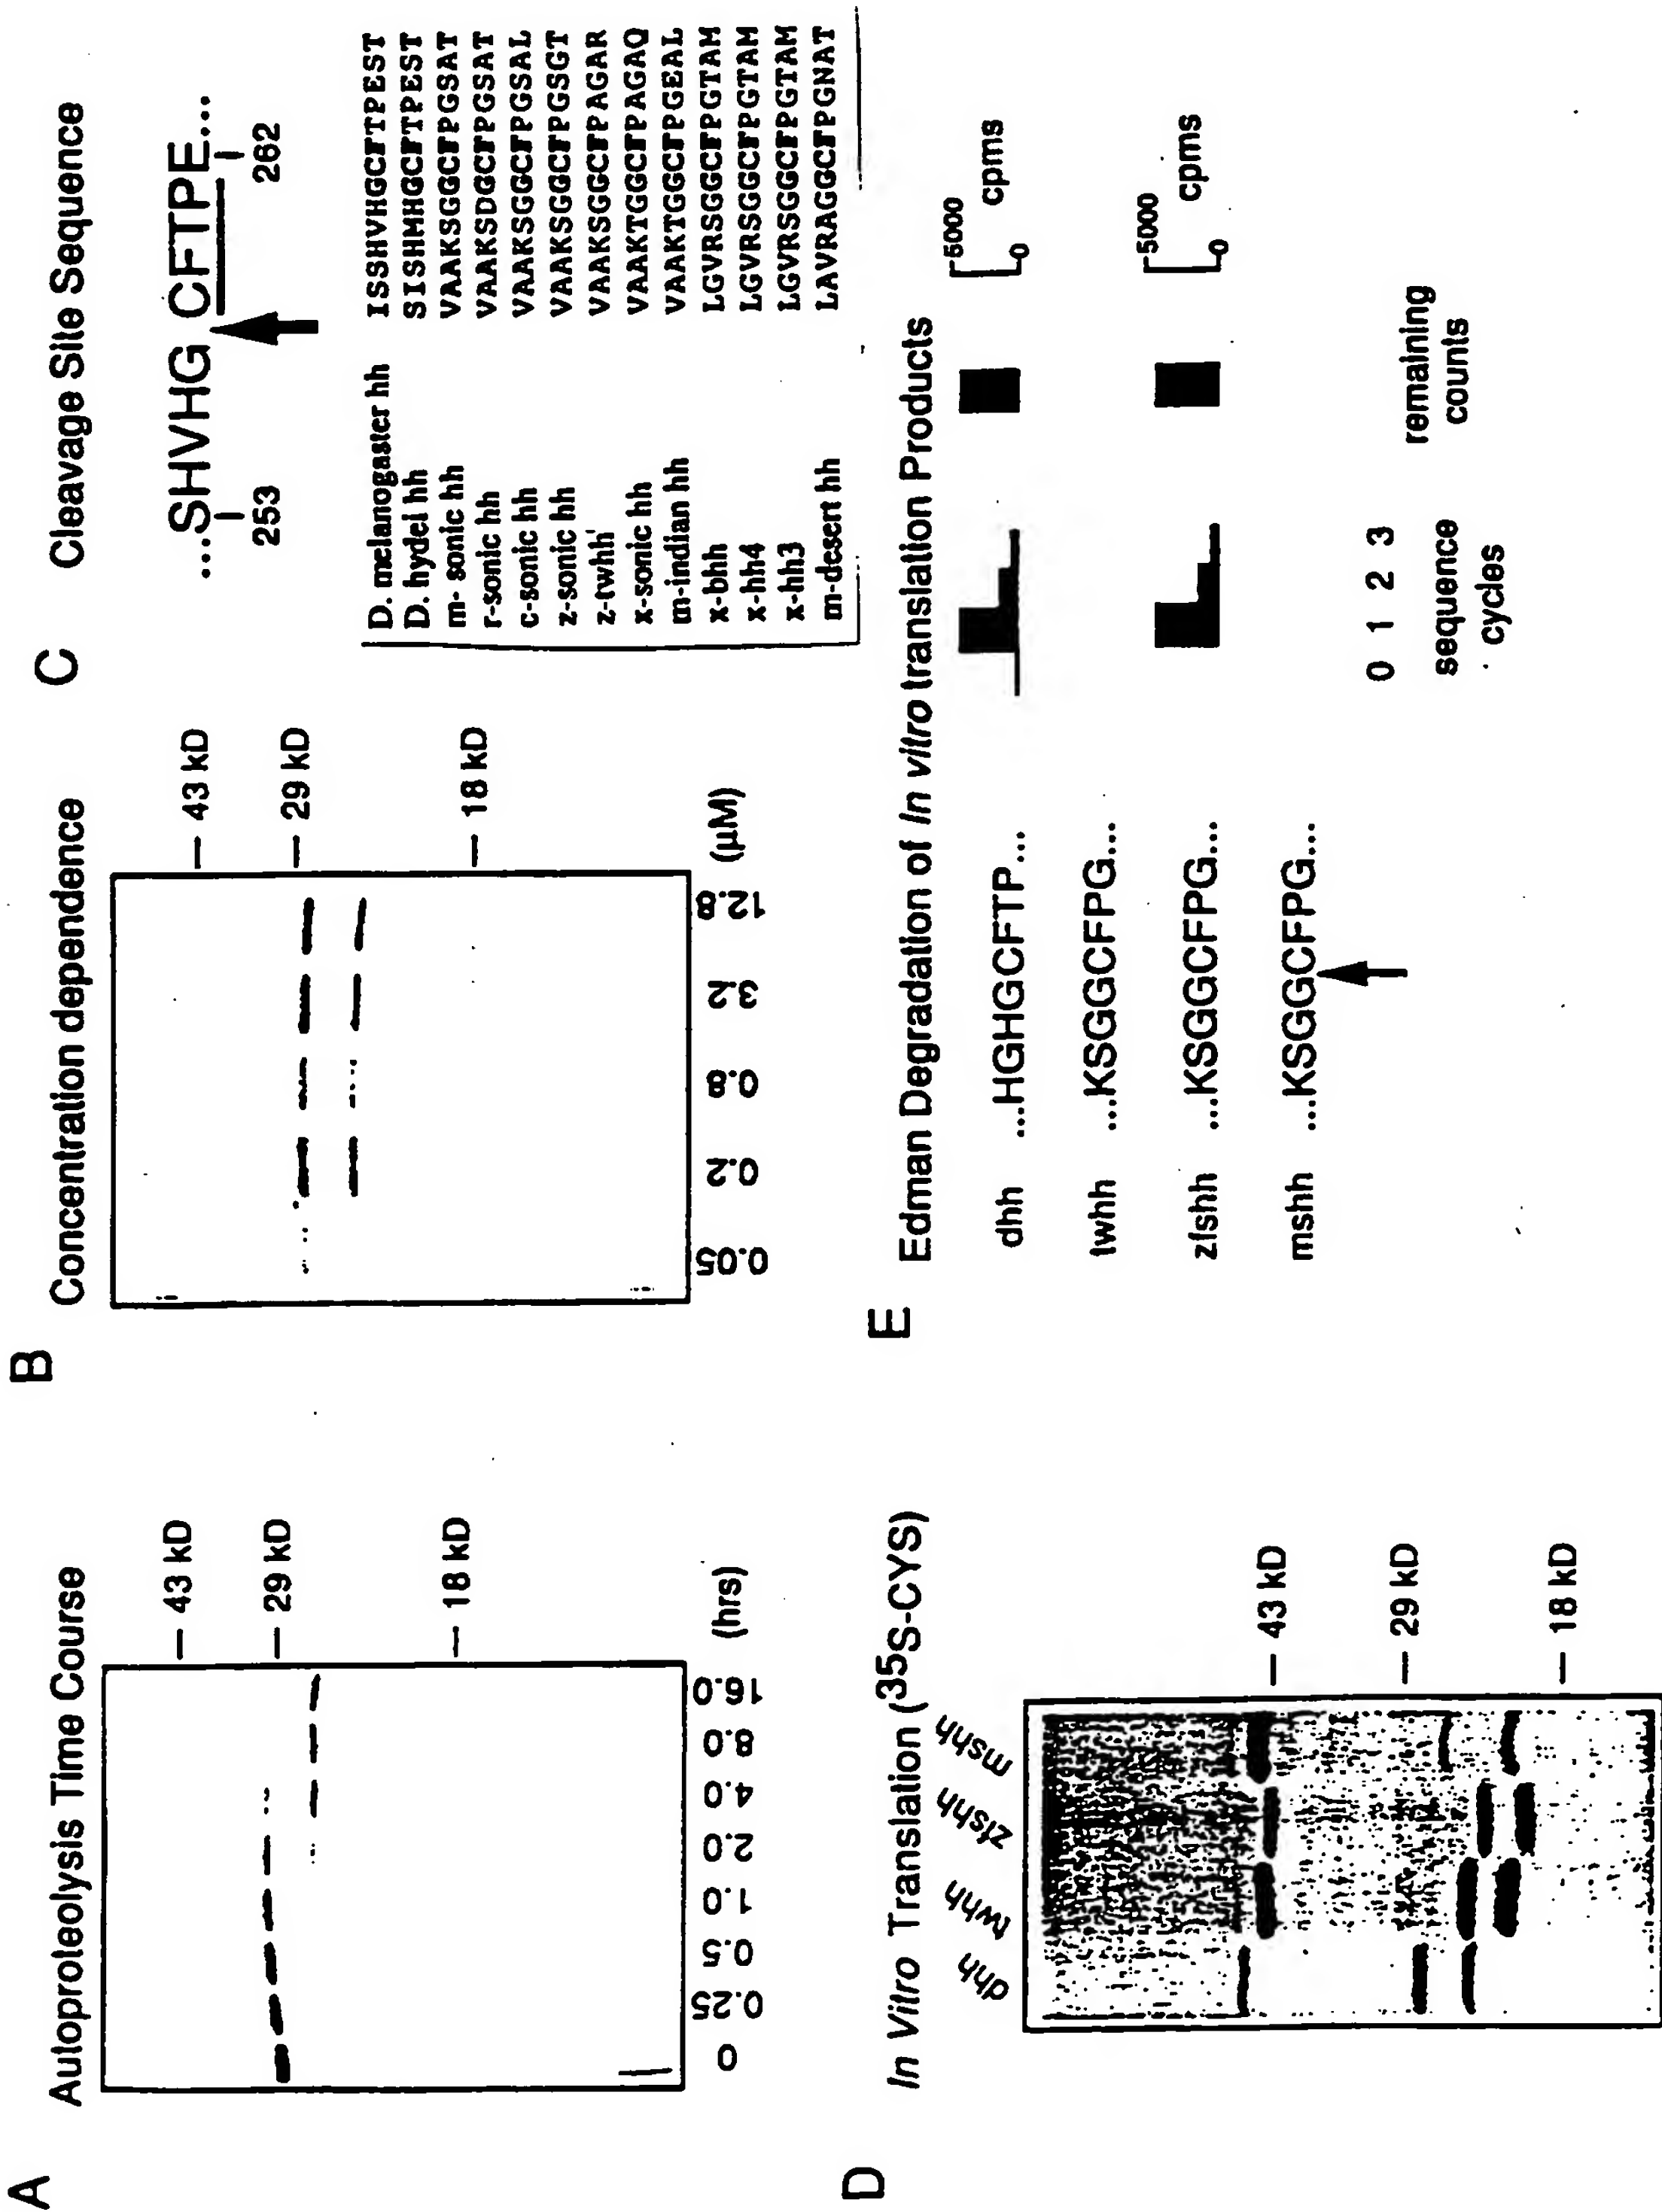 A
Autoproteolysis Time Course
43 kD
29 kD
18 kD
0 0.25 0.5 1.0 2.0 4.0 8.0 16.0 (hrs)
B
Concentration dependence
43 kD
29 kD
18 kD
0.05 0.2 0.8 3.2 12.8 (µM)
C
Cleavage Site Sequence
...SHVHG CFTPE...
253 262
D. melanogaster hh ISSHVHGCFTPEST
D. hydel hh SISHMHGCFTPEST
m- sonic hh VAAKSGGCFPGSAT
r-sonic hh VAAKSDGCFPGSAT
c-sonic hh VAAKSGGCFPGSAL
z-sonic hh VAAKSGGCFPGSGT
z-twhh' VAAKSGGCFPAGAR
x-sonic hh VAAKTGGCFPAGAQ
m-indian hh VAAKTGGCFPGEAL
x-bhh LGVRSGGCFPGTAM
x-hh4 LGVRSGGCFPGTAM
x-hh3 LGVRSGGCFPGTAM
m-desert hh LAVRAGGCFPGNAT
D
In Vitro Translation (35S-CYS)
dhh twhh zfshh mshh
43 kD
29 kD
18 kD
E
Edman Degradation of In vitro translation Products
dhh ...HGHGCFTP...
5000
0
cpms
twhh ...KSGGCFPG...
zfshh ....KSGGCFPG...
5000
0
cpms
mshh ....KSGGCFPG...
0 1 2 3
sequence
cycles
remaining
counts